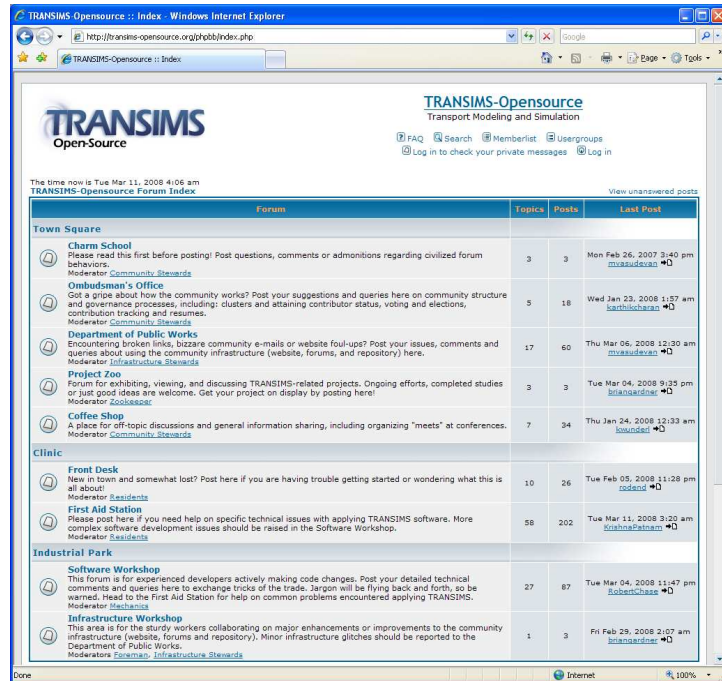 TRANSIMS-Opensource :: Index - Windows Internet Explorer
http://transims-opensource.org/phpbb/index.php
Google
TRANSIMS-Opensource :: Index
Page
Tools
TRANSIMS
Open-Source
TRANSIMS-Opensource
Transport Modeling and Simulation
FAQ Search Memberlist Usergroups
Log in to check your private messages Log in
The time now is Tue Mar 11, 2008 4:06 am
TRANSIMS-Opensource Forum Index
View unanswered posts
Forum Topics Posts Last Post
Town Square
Charm School
Please read this first before posting! Post questions, comments or admonitions regarding civilized forum
behaviors.
Moderator Community Stewards
3 3 Mon Feb 26, 2007 3:40 pm
mvasudevan
Ombudsman's Office
Got a gripe about how the community works? Post your suggestions and queries here on community structure
and governance processes, including: clusters and attaining contributor status, voting and elections,
contribution tracking and resumes.
Moderator Community Stewards
5 18 Wed Jan 23, 2008 1:57 am
karthikcharan
Department of Public Works
Encountering broken links, bizzare community e-mails or website foul-ups? Post your issues, comments and
queries about using the community infrastructure (website, forums, and repository) here.
Moderator Infrastructure Stewards
17 60 Thu Mar 06, 2008 12:30 am
mvasudevan
Project Zoo
Forum for exhibiting, viewing, and discussing TRANSIMS-related projects. Ongoing efforts, completed studies
or just good ideas are welcome. Get your project on display by posting here!
Moderator Zookeeper
3 3 Tue Mar 04, 2008 9:35 pm
briangardner
Coffee Shop
A place for off-topic discussions and general information sharing, including organizing "meets" at conferences.
Moderator Community Stewards
7 34 Thu Jan 24, 2008 12:33 am
kwunderl
Clinic
Front Desk
New in town and somewhat lost? Post here if you are having trouble getting started or wondering what this is
all about!
Moderator Residents
10 26 Tue Feb 05, 2008 11:28 pm
rodend
First Aid Station
Please post here if you need help on specific technical issues with applying TRANSIMS software. More
complex software development issues should be raised in the Software Workshop.
Moderator Residents
58 202 Tue Mar 11, 2008 3:20 am
KrishnaPatnam
Industrial Park
Software Workshop
This forum is for experienced developers actively making code changes. Post your detailed technical
comments and queries here to exchange tricks of the trade. Jargon will be flying back and forth, so be
warned. Head to the First Aid Station for help on common problems encountered applying TRANSIMS.
Moderator Mechanics
27 87 Tue Mar 04, 2008 11:47 pm
RobertChase
Infrastructure Workshop
This area is for the sturdy workers collaborating on major enhancements or improvements to the community
infrastructure (website, forums and repository). Minor infrastructure glitches should be reported to the
Department of Public Works.
Moderators Foreman, Infrastructure Stewards
1 3 Fri Feb 29, 2008 2:07 am
briangardner
Done
Internet
100%